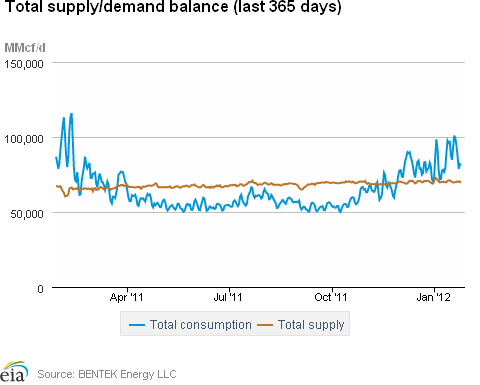 Total supply/demand balance (last 365 days)
MMcf/d
150,000
100,000
50,000
0
Apr '11 Jul '11 Oct '11 Jan '12
Total consumption Total supply
eia Source: BENTEK Energy LLC